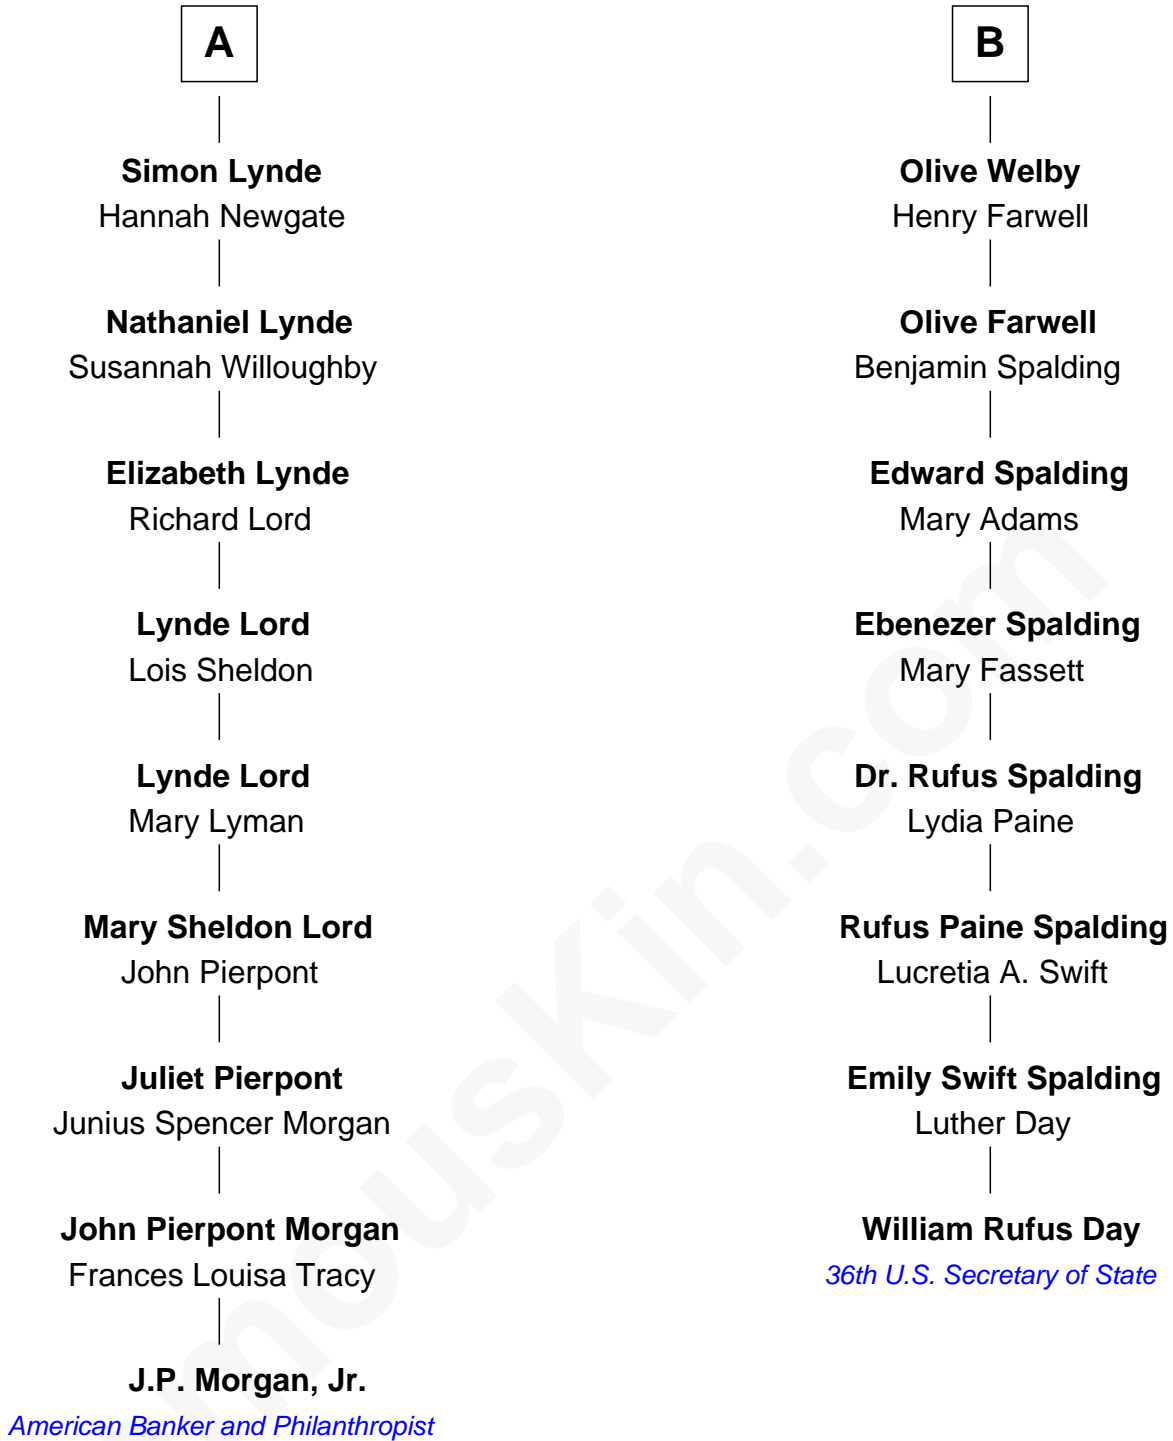 A
Simon Lynde
Hannah Newgate
Nathaniel Lynde
Susannah Willoughby
Elizabeth Lynde
Richard Lord
Lynde Lord
Lois Sheldon
Lynde Lord
Mary Lyman
Mary Sheldon Lord
John Pierpont
Juliet Pierpont
Junius Spencer Morgan
John Pierpont Morgan
Frances Louisa Tracy
J.P. Morgan, Jr.
American Banker and Philanthropist
B
Olive Welby
Henry Farwell
Olive Farwell
Benjamin Spalding
Edward Spalding
Mary Adams
Ebenezer Spalding
Mary Fassett
Dr. Rufus Spalding
Lydia Paine
Rufus Paine Spalding
Lucretia A. Swift
Emily Swift Spalding
Luther Day
William Rufus Day
36th U.S. Secretary of State
mousKin.com